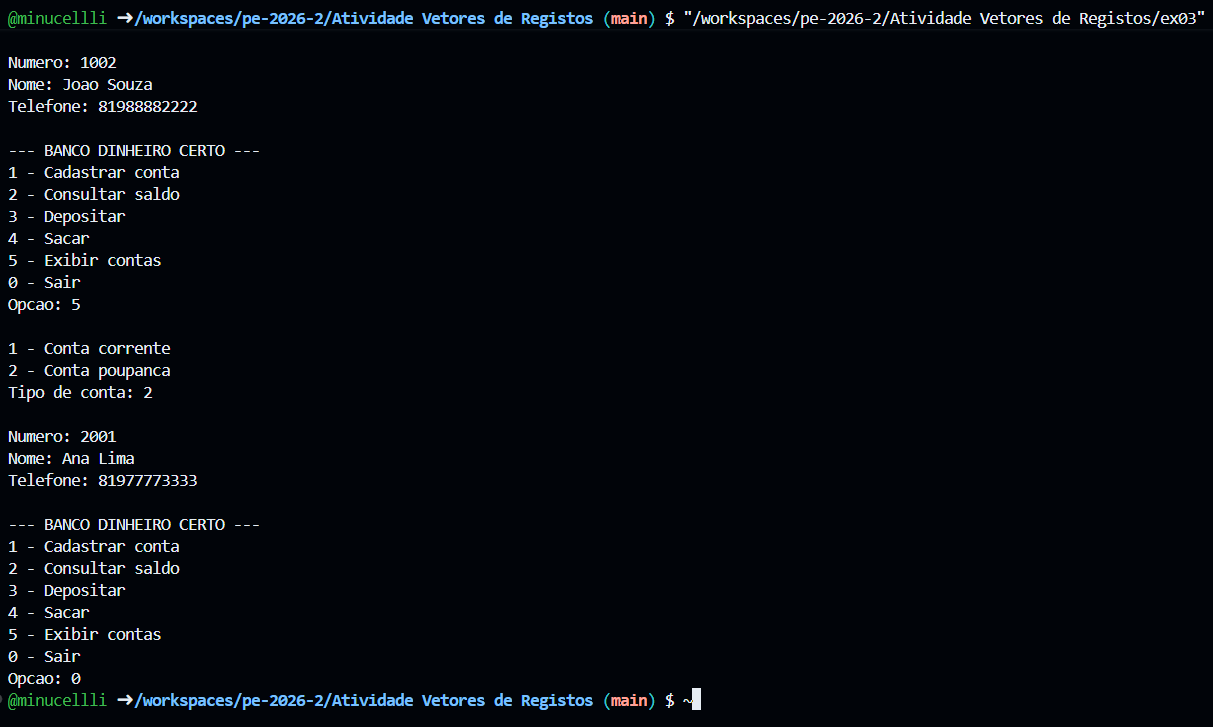 @minucellli ➜/workspaces/pe-2026-2/Atividade Vetores de Registos (main) $ "/workspaces/pe-2026-2/Atividade Vetores de Registos/ex03"
Numero: 1002
Nome: Joao Souza
Telefone: 81988882222
--- BANCO DINHEIRO CERTO ---
1 - Cadastrar conta
2 - Consultar saldo
3 - Depositar
4 - Sacar
5 - Exibir contas
0 - Sair
Opcao: 5
1 - Conta corrente
2 - Conta poupanca
Tipo de conta: 2
Numero: 2001
Nome: Ana Lima
Telefone: 81977773333
--- BANCO DINHEIRO CERTO ---
1 - Cadastrar conta
2 - Consultar saldo
3 - Depositar
4 - Sacar
5 - Exibir contas
0 - Sair
Opcao: 0
@minucellli ➜/workspaces/pe-2026-2/Atividade Vetores de Registos (main) $ ~